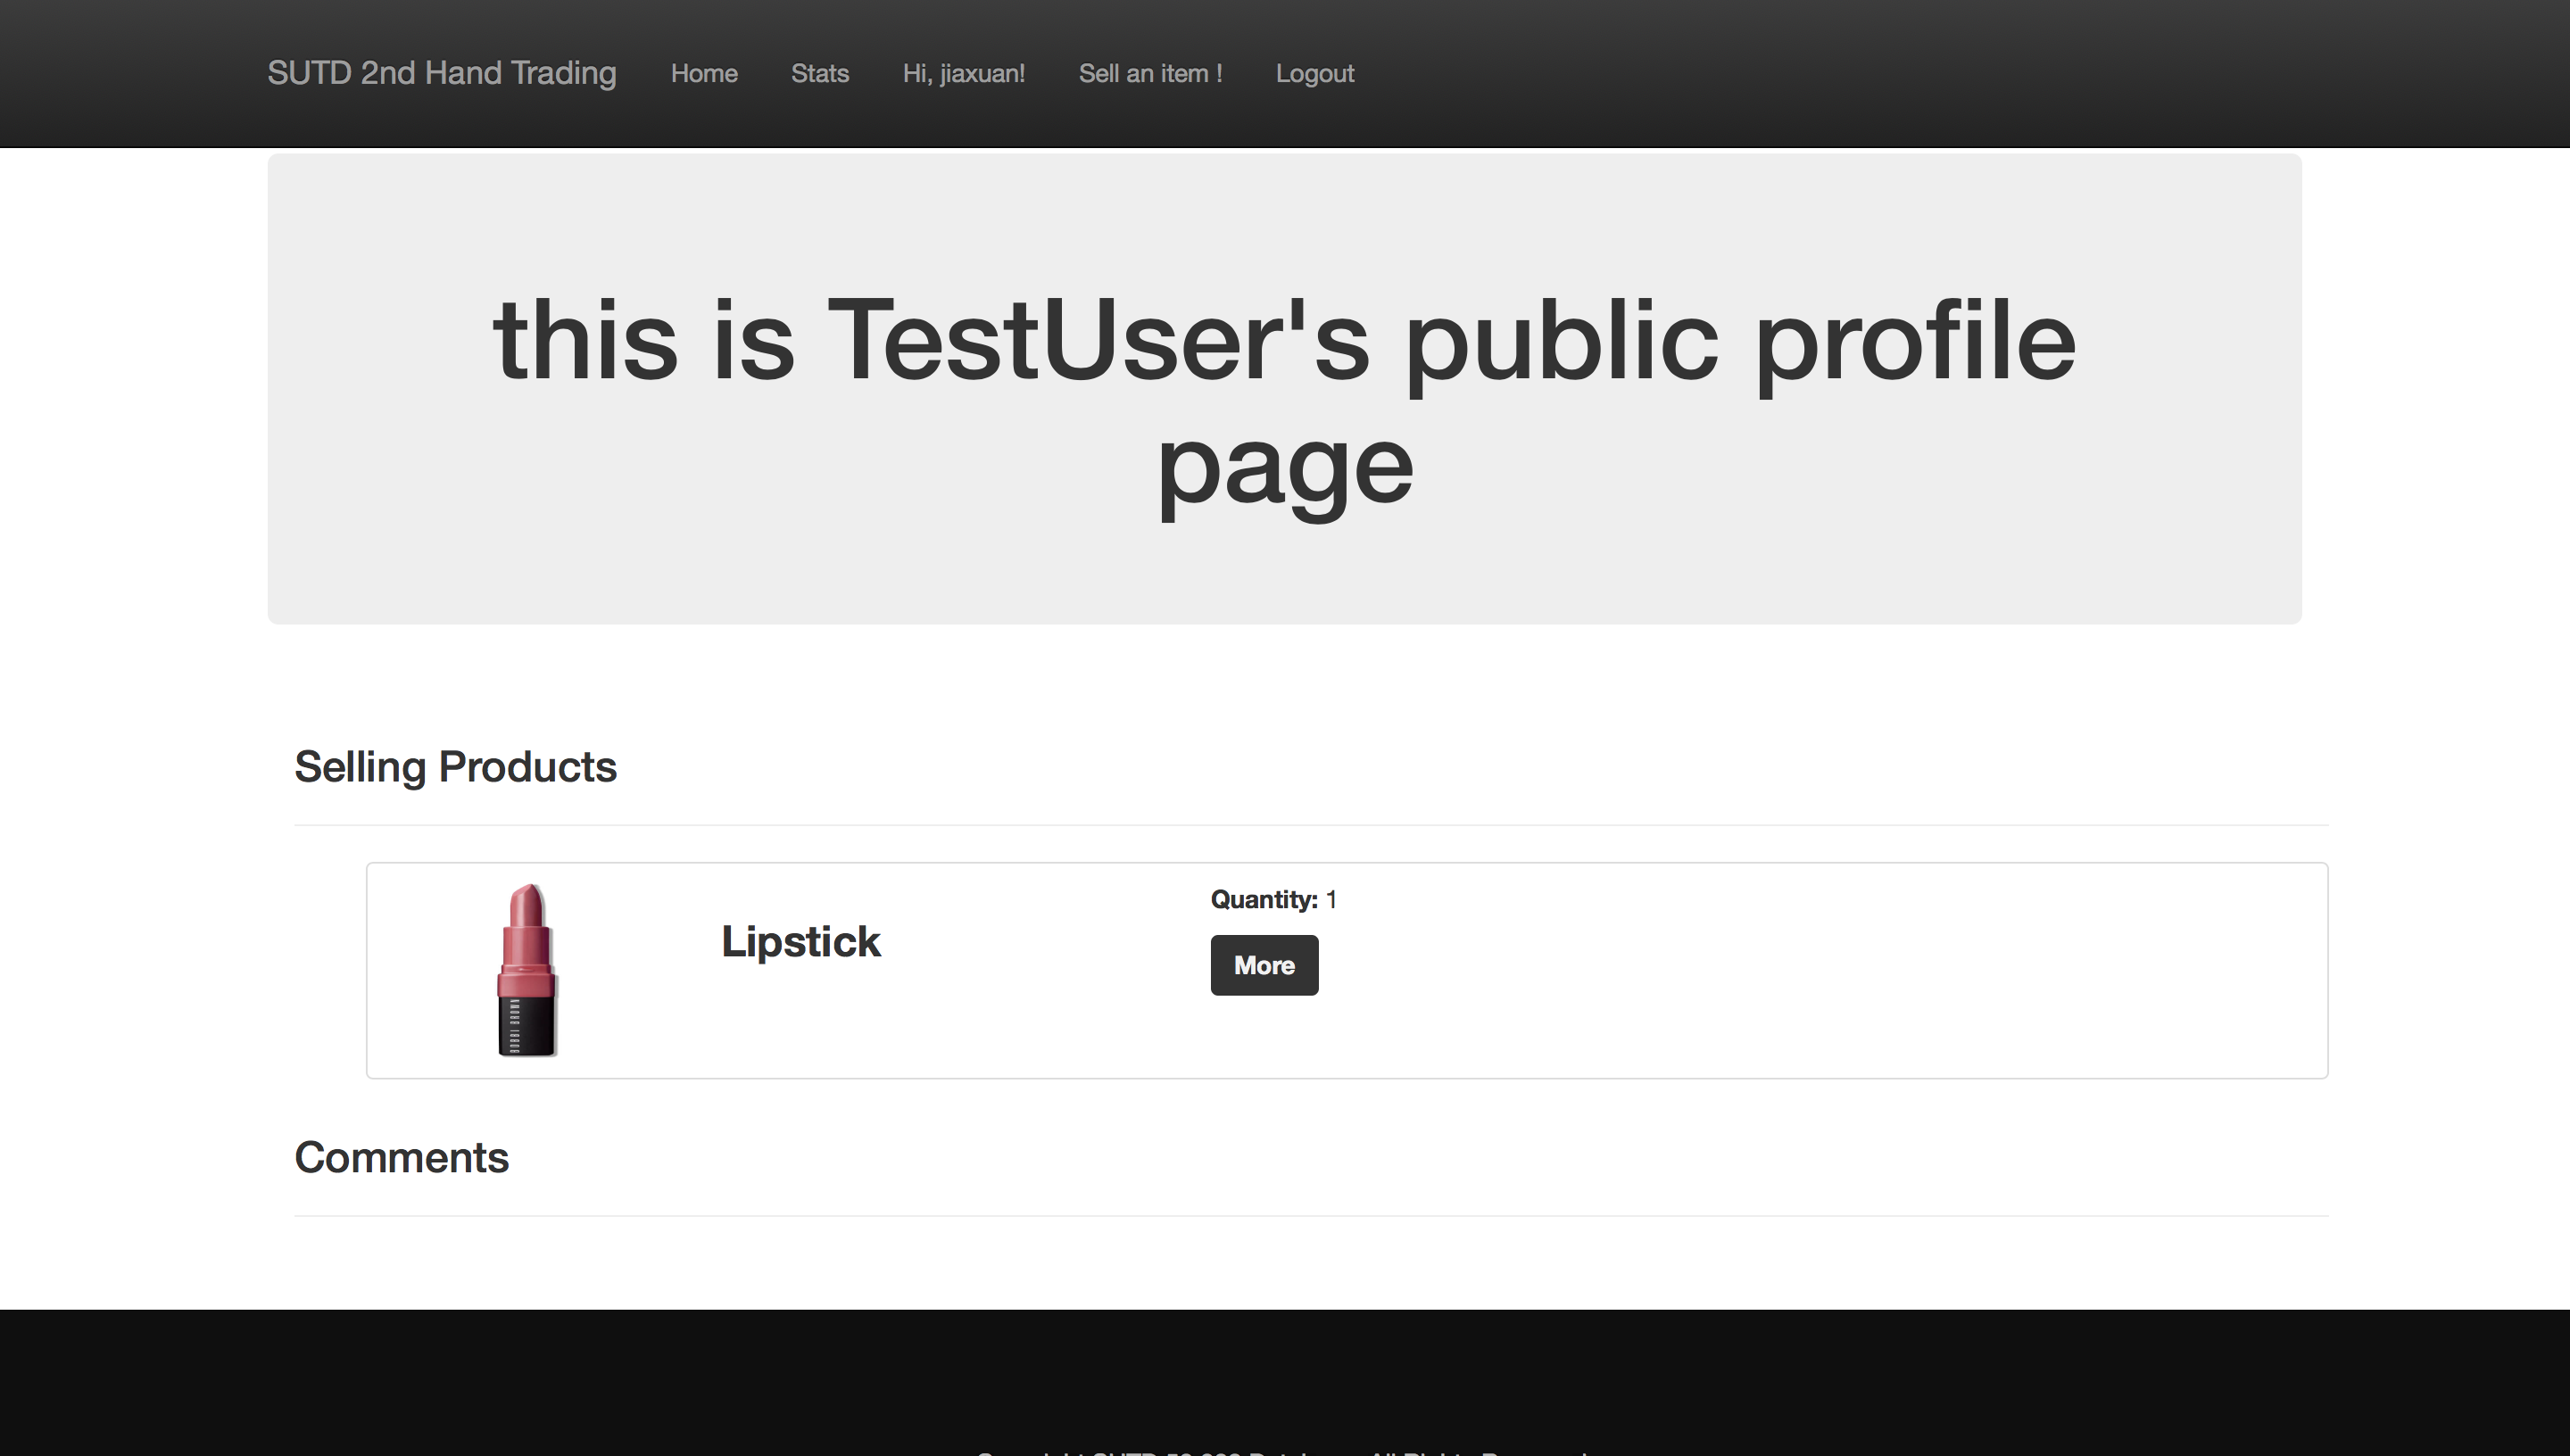 SUTD 2nd Hand Trading Home Stats Hi, jiaxuan! Sell an item ! Logout
this is TestUser's public profile
page
Selling Products
Lipstick
Quantity: 1
More
Comments